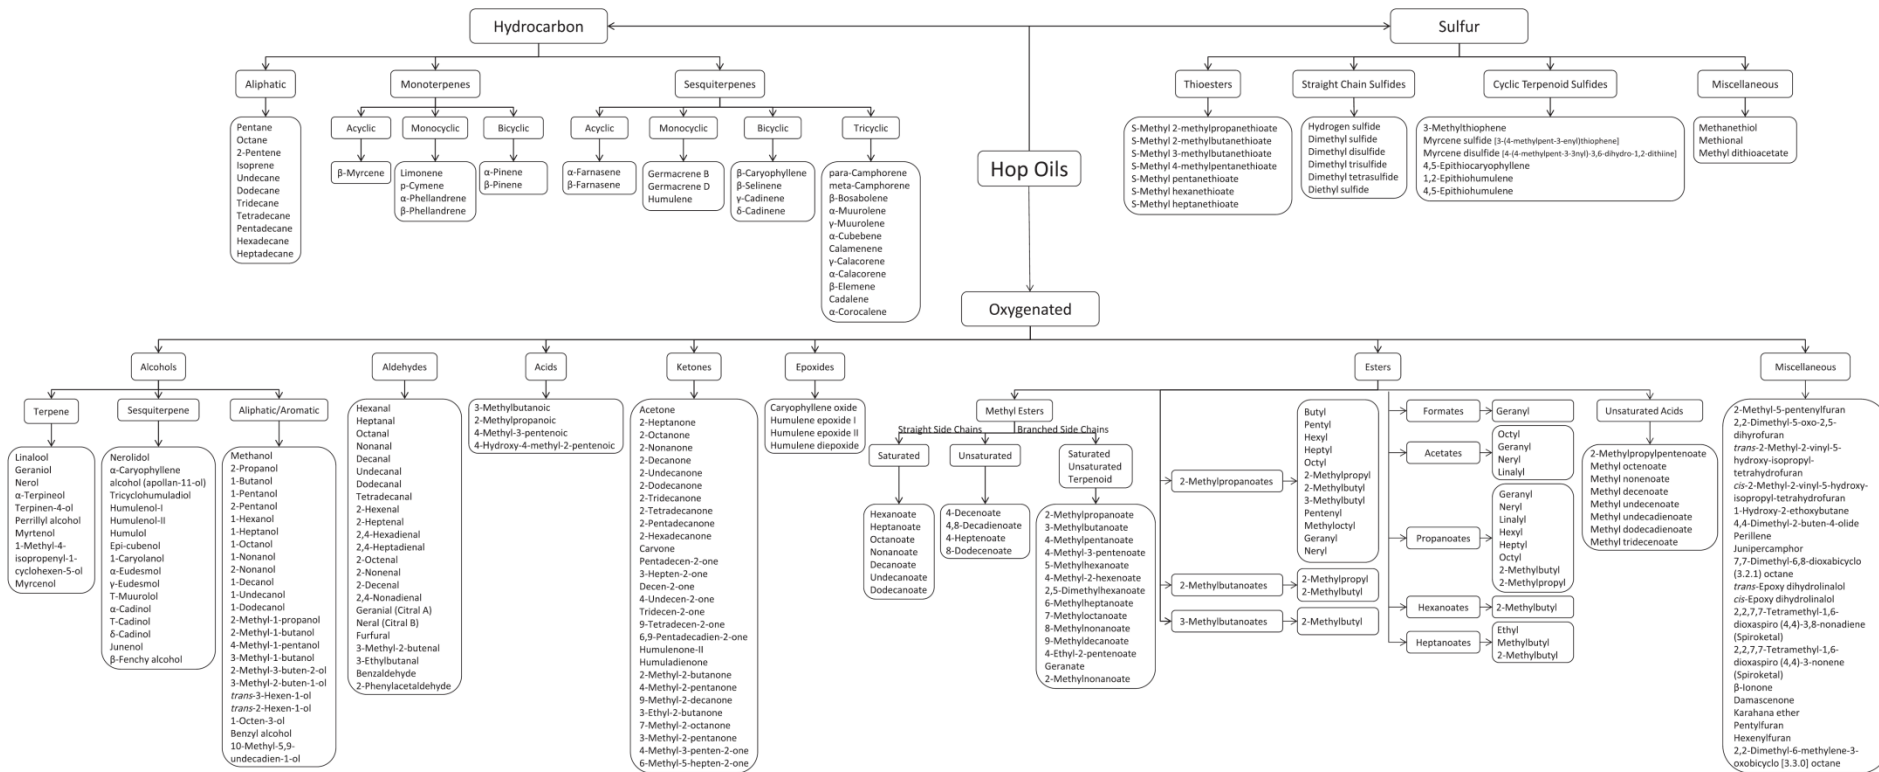 Hydrocarbon
Sulfur
Hop Oils
Aliphatic
Monoterpenes
Sesquiterpenes
Pentane
Octane
2-Pentene
Isoprene
Undecane
Dodecane
Tridecane
Tetradecane
Pentadecane
Hexadecane
Heptadecane
Acyclic
Monocyclic
Bicyclic
β-Myrcene
Limonene
p-Cymene
α-Phellandrene
β-Phellandrene
α-Pinene
β-Pinene
Acyclic
Monocyclic
Bicyclic
Tricyclic
α-Farnasene
β-Farnasene
Germacrene B
Germacrene D
Humulene
β-Caryophyllene
β-Selinene
γ-Cadinene
δ-Cadinene
para-Camphorene
meta-Camphorene
β-Bosabolene
α-Muurolene
γ-Muurolene
α-Cubebene
Calamenene
γ-Calacorene
α-Calacorene
β-Elemene
Cadalene
α-Corocalene
Thioesters
Straight Chain Sulfides
Cyclic Terpenoid Sulfides
Miscellaneous
S-Methyl 2-methylpropanethioate
S-Methyl 2-methylbutanethioate
S-Methyl 3-methylbutanethioate
S-Methyl 4-methylpentanethioate
S-Methyl pentanethioate
S-Methyl hexanethioate
S-Methyl heptanethioate
Hydrogen sulfide
Dimethyl sulfide
Dimethyl disulfide
Dimethyl trisulfide
Dimethyl tetrasulfide
Diethyl sulfide
3-Methylthiophene
Myrcene sulfide [3-(4-methylpent-3-enyl)thiophene]
Myrcene disulfide [4-(4-methylpent-3-3nyl)-3,6-dihydro-1,2-dithiine]
4,5-Epithiocaryophyllene
1,2-Epithiohumulene
4,5-Epithiohumulene
Methanethiol
Methional
Methyl dithioacetate
Oxygenated
Alcohols
Aldehydes
Acids
Ketones
Epoxides
Esters
Miscellaneous
Terpene
Sesquiterpene
Aliphatic/Aromatic
Linalool
Geraniol
Nerol
α-Terpineol
Terpinen-4-ol
Perrillyl alcohol
Myrtenol
1-Methyl-4-
isopropenyl-1-
cyclohexen-5-ol
Myrcenol
Nerolidol
α-Caryophyllene
alcohol (apollan-11-ol)
Tricyclohumuladiol
Humulenol-I
Humulenol-II
Humulol
Epi-cubenol
1-Caryolanol
α-Eudesmol
γ-Eudesmol
T-Muurolol
α-Cadinol
T-Cadinol
δ-Cadinol
Junenol
β-Fenchy alcohol
Methanol
2-Propanol
1-Butanol
1-Pentanol
2-Pentanol
1-Hexanol
1-Heptanol
1-Octanol
1-Nonanol
2-Nonanol
1-Decanol
1-Undecanol
1-Dodecanol
2-Methyl-1-propanol
2-Methyl-1-butanol
4-Methyl-1-pentanol
3-Methyl-1-butanol
2-Methyl-3-buten-2-ol
3-Methyl-2-buten-1-ol
trans-3-Hexen-1-ol
trans-2-Hexen-1-ol
1-Octen-3-ol
Benzyl alcohol
10-Methyl-5,9-
undecadien-1-ol
Hexanal
Heptanal
Octanal
Nonanal
Decanal
Undecanal
Dodecanal
Tetradecanal
2-Hexenal
2-Heptenal
2,4-Hexadienal
2,4-Heptadienal
2-Octenal
2-Nonenal
2-Decenal
2,4-Nonadienal
Geranial (Citral A)
Neral (Citral B)
Furfural
3-Methyl-2-butenal
3-Ethylbutanal
Benzaldehyde
2-Phenylacetaldehyde
3-Methylbutanoic
2-Methylpropanoic
4-Methyl-3-pentenoic
4-Hydroxy-4-methyl-2-pentenoic
Acetone
2-Heptanone
2-Octanone
2-Nonanone
2-Decanone
2-Undecanone
2-Dodecanone
2-Tridecanone
2-Tetradecanone
2-Pentadecanone
2-Hexadecanone
Carvone
Pentadecen-2-one
3-Hepten-2-one
Decen-2-one
4-Undecen-2-one
Tridecen-2-one
9-Tetradecen-2-one
6,9-Pentadecadien-2-one
Humulenone-II
Humuladienone
2-Methyl-2-butanone
4-Methyl-2-pentanone
9-Methyl-2-decanone
3-Ethyl-2-butanone
7-Methyl-2-octanone
3-Methyl-2-pentanone
4-Methyl-3-penten-2-one
6-Methyl-5-hepten-2-one
Caryophyllene oxide
Humulene epoxide I
Humulene epoxide II
Humulene diepoxide
Methyl Esters
Straight Side Chains
Branched Side Chains
Saturated
Unsaturated
Saturated
Unsaturated
Terpenoid
Hexanoate
Heptanoate
Octanoate
Nonanoate
Decanoate
Undecanoate
Dodecanoate
4-Decenoate
4,8-Decadienoate
4-Heptenoate
8-Dodecenoate
2-Methylpropanoate
3-Methylbutanoate
4-Methylpentanoate
4-Methyl-3-pentenoate
5-Methylhexanoate
4-Methyl-2-hexenoate
2,5-Dimethylhexanoate
6-Methylheptanoate
7-Methyloctanoate
8-Methylnonanoate
9-Methyldecanoate
4-Ethyl-2-pentenoate
Geranate
2-Methylnonanoate
2-Methylpropanoates
Butyl
Pentyl
Hexyl
Heptyl
Octyl
2-Methylpropyl
2-Methylbutyl
3-Methylbutyl
Pentenyl
Methyloctyl
Geranyl
Neryl
2-Methylbutanoates
2-Methylpropyl
2-Methylbutyl
3-Methylbutanoates
2-Methylbutyl
Formates
Geranyl
Acetates
Octyl
Geranyl
Neryl
Linalyl
Propanoates
Geranyl
Neryl
Linalyl
Hexyl
Heptyl
Octyl
2-Methylbutyl
2-Methylpropyl
Hexanoates
2-Methylbutyl
Heptanoates
Ethyl
Methylbutyl
2-Methylbutyl
Unsaturated Acids
2-Methylpropylpentenoate
Methyl octenoate
Methyl nonenoate
Methyl decenoate
Methyl undecenoate
Methyl undecadienoate
Methyl dodecadienoate
Methyl tridecenoate
2-Methyl-5-pentenylfuran
2,2-Dimethyl-5-oxo-2,5-
dihyrofuran
trans-2-Methyl-2-vinyl-5-
hydroxy-isopropyl-
tetrahydrofuran
cis-2-Methyl-2-vinyl-5-hydroxy-
isopropyl-tetrahydrofuran
1-Hydroxy-2-ethoxybutane
4,4-Dimethyl-2-buten-4-olide
Perillene
Junipercamphor
7,7-Dimethyl-6,8-dioxabicyclo
(3.2.1) octane
trans-Epoxy dihydrolinalol
cis-Epoxy dihydrolinalol
2,2,7,7-Tetramethyl-1,6-
dioxaspiro (4,4)-3,8-nonadiene
(Spiroketal)
2,2,7,7-Tetramethyl-1,6-
dioxaspiro (4,4)-3-nonene
(Spiroketal)
β-Ionone
Damascenone
Karahana ether
Pentylfuran
Hexenylfuran
2,2-Dimethyl-6-methylene-3-
oxobicyclo [3.3.0] octane